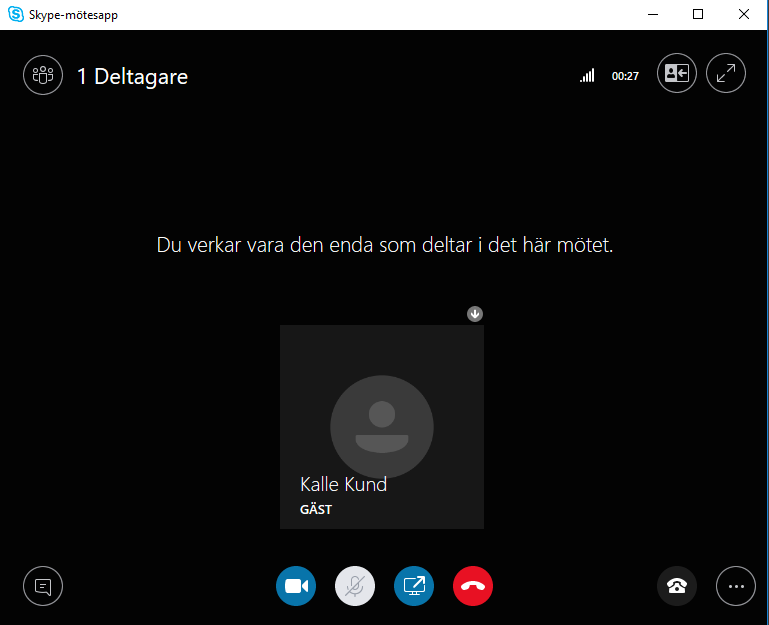 Skype-mötesapp
1 Deltagare
00:27
Du verkar vara den enda som deltar i det här mötet.
Kalle Kund
GÄST